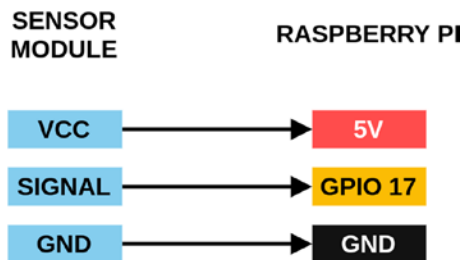 SENSOR
MODULE
RASPBERRY PI
VCC
5V
SIGNAL
GPIO 17
GND
GND